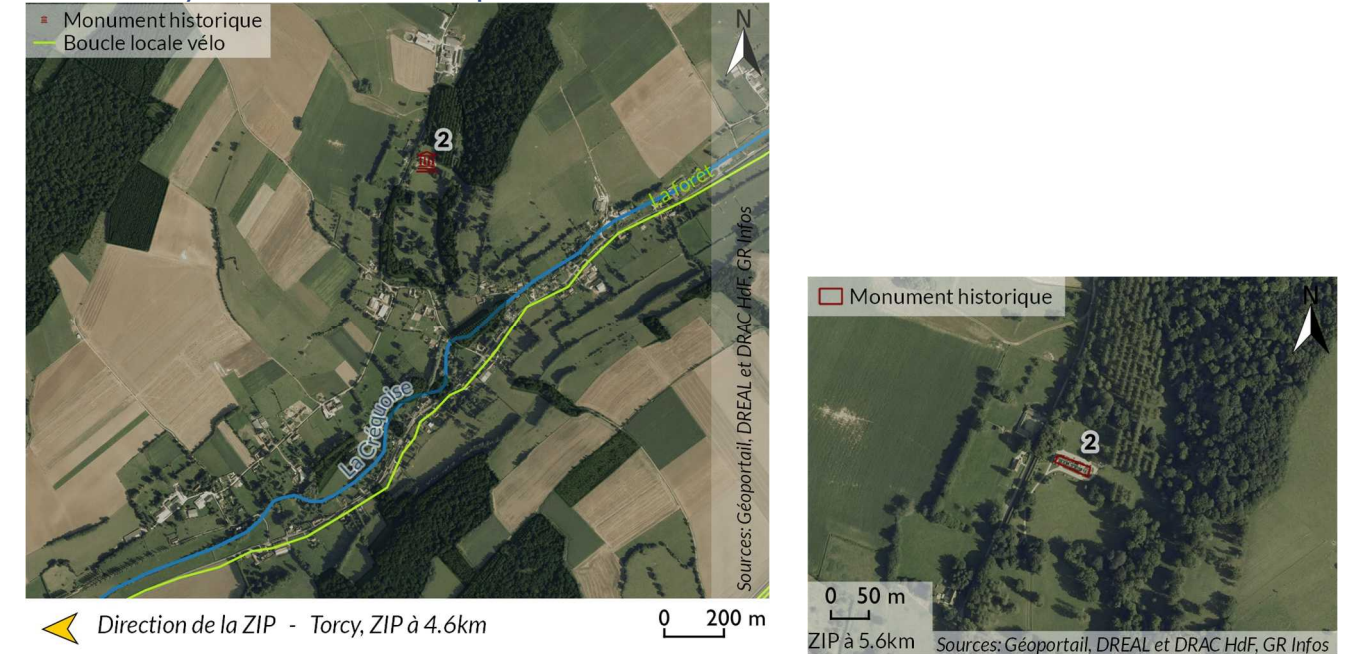 Monument historique
Boucle locale vélo
N
2
La forêt
La Créquoise
Sources: Géoportail, DREAL et DRAC HdF, GR Infos
Direction de la ZIP - Torcy, ZIP à 4.6km
0 200 m
Monument historique
N
2
0 50 m
ZIP à 5.6km
Sources: Géoportail, DREAL et DRAC HdF, GR Infos